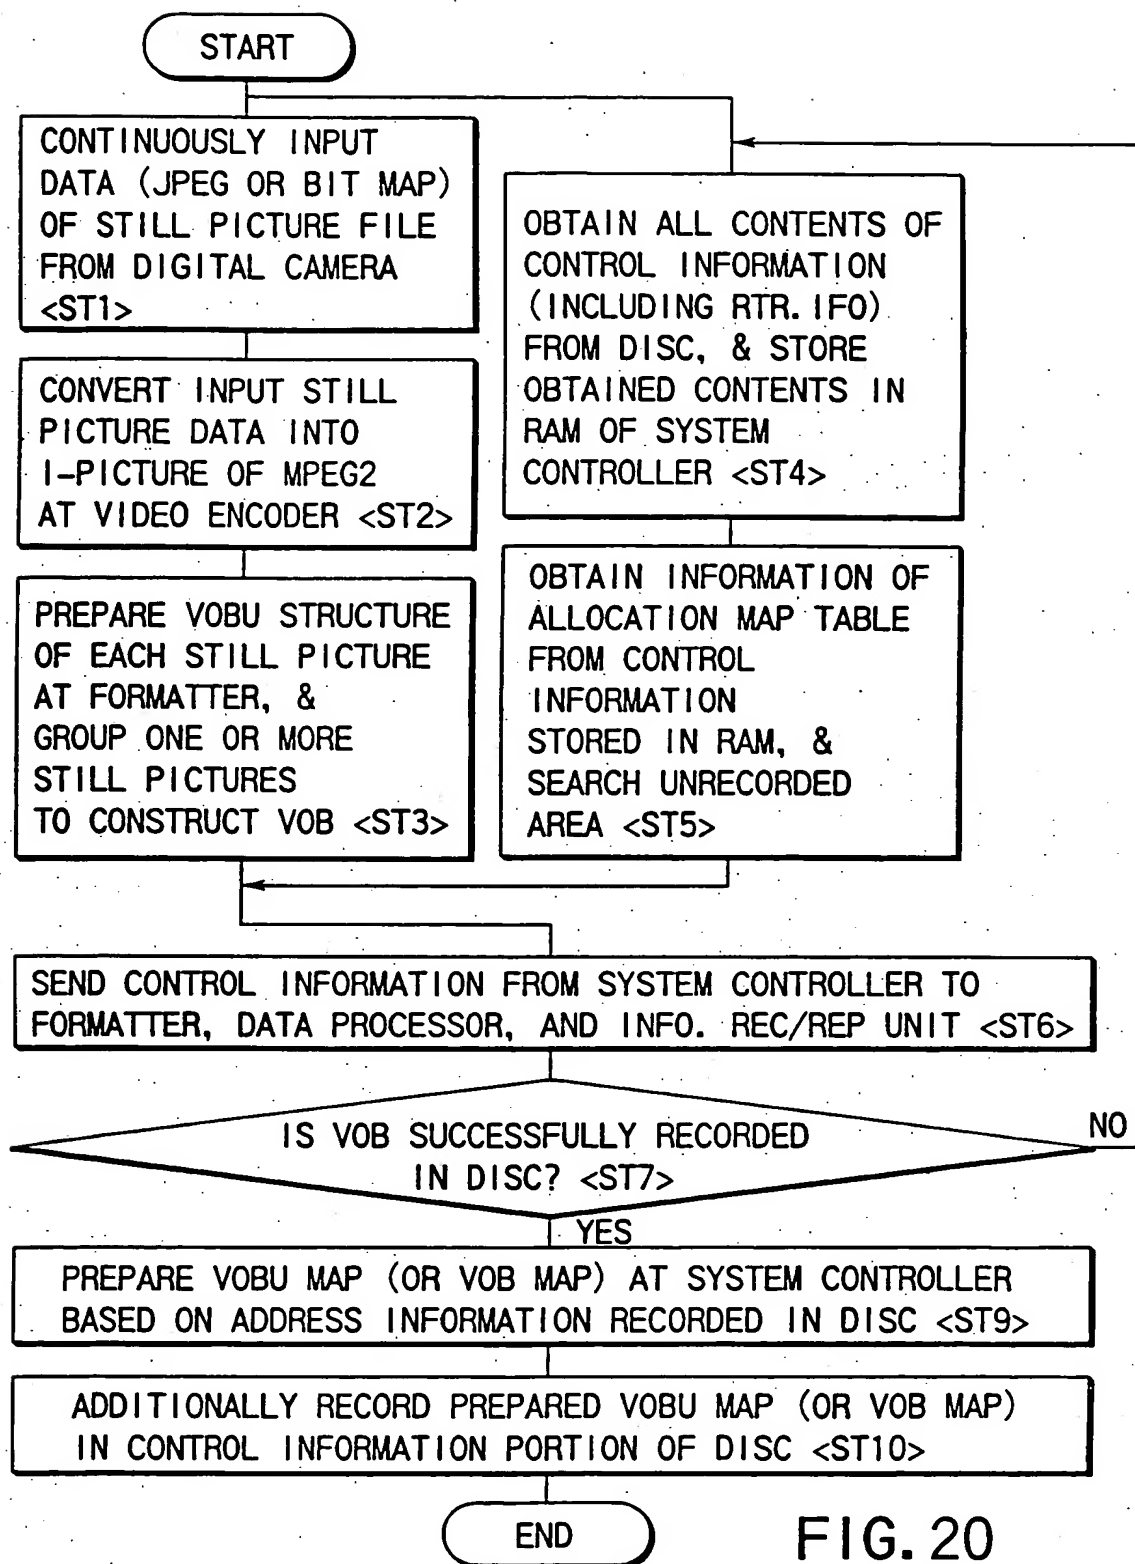 START
CONTINUOUSLY INPUT
DATA (JPEG OR BIT MAP)
OF STILL PICTURE FILE
FROM DIGITAL CAMERA
<ST1>
CONVERT INPUT STILL
PICTURE DATA INTO
I-PICTURE OF MPEG2
AT VIDEO ENCODER <ST2>
PREPARE VOBU STRUCTURE
OF EACH STILL PICTURE
AT FORMATTER, &
GROUP ONE OR MORE
STILL PICTURES
TO CONSTRUCT VOB <ST3>
OBTAIN ALL CONTENTS OF
CONTROL INFORMATION
(INCLUDING RTR. IFO)
FROM DISC, & STORE
OBTAINED CONTENTS IN
RAM OF SYSTEM
CONTROLLER <ST4>
OBTAIN INFORMATION OF
ALLOCATION MAP TABLE
FROM CONTROL
INFORMATION
STORED IN RAM, &
SEARCH UNRECORDED
AREA <ST5>
SEND CONTROL INFORMATION FROM SYSTEM CONTROLLER TO
FORMATTER, DATA PROCESSOR, AND INFO. REC/REP UNIT <ST6>
IS VOB SUCCESSFULLY RECORDED
IN DISC? <ST7>
NO
YES
PREPARE VOBU MAP (OR VOB MAP) AT SYSTEM CONTROLLER
BASED ON ADDRESS INFORMATION RECORDED IN DISC <ST9>
ADDITIONALLY RECORD PREPARED VOBU MAP (OR VOB MAP)
IN CONTROL INFORMATION PORTION OF DISC <ST10>
END
FIG. 20